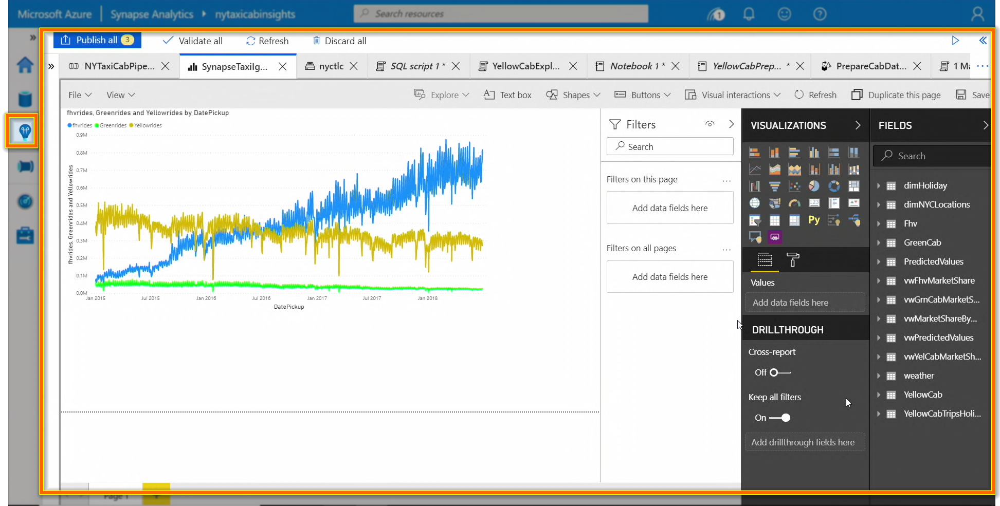 Microsoft Azure | Synapse Analytics nytaxicabinsights Search resources 1
Publish all 3 Validate all Refresh Discard all
NYTaxiCabPipe... SynapseTaxiIg... nyctlc SQL script 1 * YellowCabExpl... Notebook 1 * YellowCabPrep... * PrepareCabDat... 1 Ma ...
File View Explore Text box Shapes Buttons Visual interactions Refresh Duplicate this page Save
fhvrides, Greenrides and Yellowrides by DatePickup
fhvrides Greenrides Yellowrides
0.9M
0.8M
0.7M
0.6M
0.5M
0.4M
0.3M
0.2M
0.1M
0.0M
fhvrides, Greenrides and Yellowrides
Jan 2015 Jul 2015 Jan 2016 Jul 2016 Jan 2017 Jul 2017 Jan 2018
DatePickup
Filters
Search
Filters on this page ...
Add data fields here
Filters on all pages ...
Add data fields here
VISUALIZATIONS
123
Py
Values
Add data fields here
DRILLTHROUGH
Cross-report
Off
Keep all filters
On
Add drillthrough fields here
FIELDS
Search
dimHoliday
dimNYCLocations
Fhv
GreenCab
PredictedValues
vwFhvMarketShare
vwGrnCabMarketS...
vwMarketShareBy...
vwPredictedValues
vwYelCabMarketSh...
weather
YellowCab
YellowCabTripsHoli...
Page 1